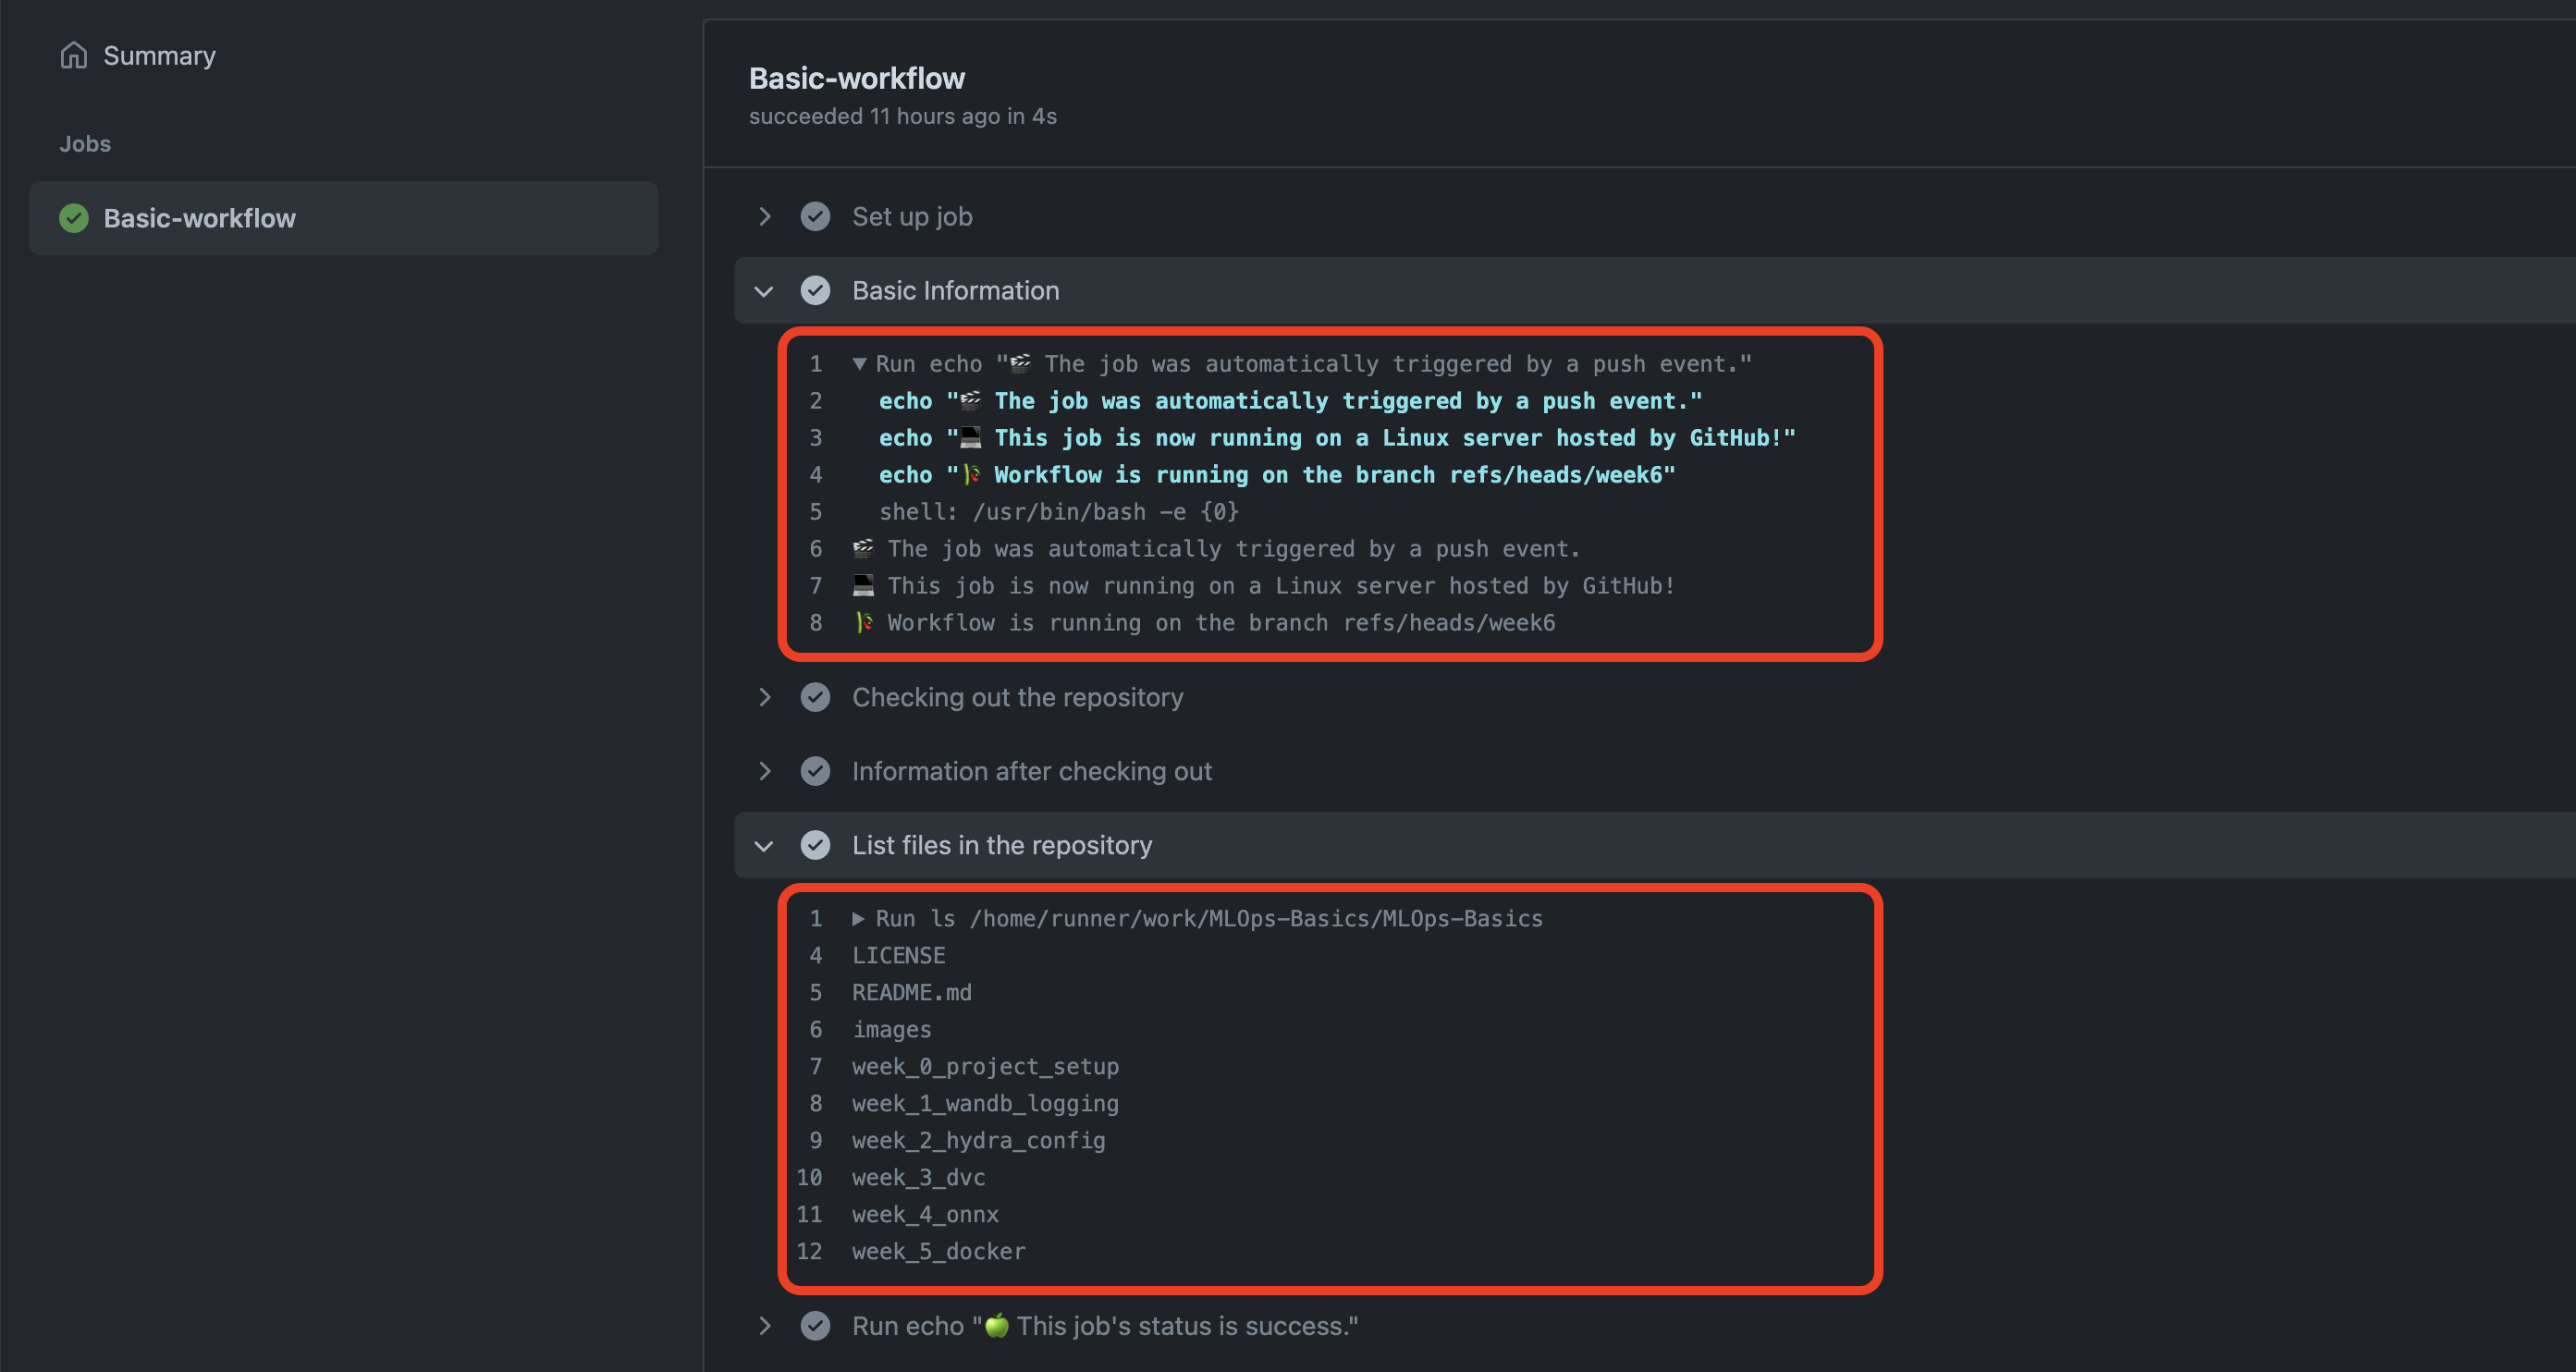 Summary
Jobs
Basic-workflow
Basic-workflow
succeeded 11 hours ago in 4s
Set up job
Basic Information
1 ▼ Run echo "🎬 The job was automatically triggered by a push event."
2 echo "🎬 The job was automatically triggered by a push event."
3 echo "💻 This job is now running on a Linux server hosted by GitHub!"
4 echo "🎋 Workflow is running on the branch refs/heads/week6"
5 shell: /usr/bin/bash -e {0}
6 🎬 The job was automatically triggered by a push event.
7 💻 This job is now running on a Linux server hosted by GitHub!
8 🎋 Workflow is running on the branch refs/heads/week6
Checking out the repository
Information after checking out
List files in the repository
1 ▶ Run ls /home/runner/work/MLOps-Basics/MLOps-Basics
4 LICENSE
5 README.md
6 images
7 week_0_project_setup
8 week_1_wandb_logging
9 week_2_hydra_config
10 week_3_dvc
11 week_4_onnx
12 week_5_docker
Run echo "🍏 This job's status is success."